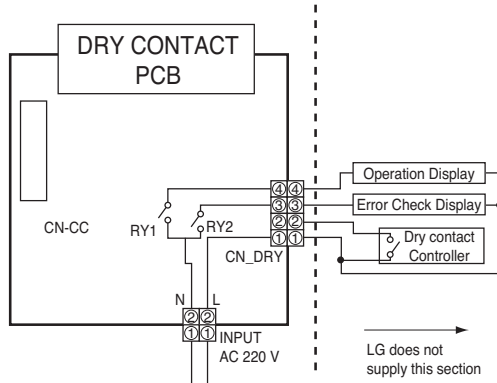 DRY CONTACT
PCB
CN-CC
RY1
RY2
④④
③③
②②
①①
CN_DRY
Operation Display
Error Check Display
Dry contact
Controller
N L
②②
①①
INPUT
AC 220 V
LG does not
supply this section